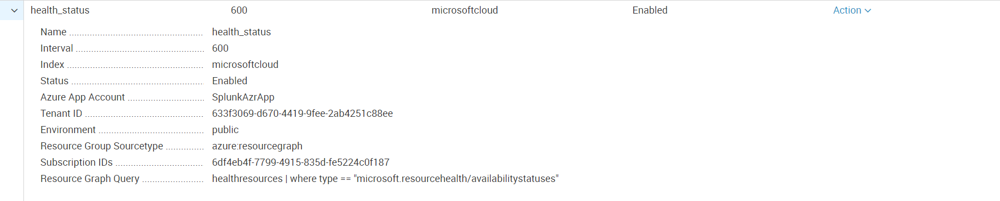 health_status 600 microsoftcloud Enabled Action
Name ........................................................ health_status
Interval ..................................................... 600
Index ........................................................ microsoftcloud
Status ....................................................... Enabled
Azure App Account ................................ SplunkAzrApp
Tenant ID ................................................. 633f3069-d670-4419-9fee-2ab4251c88ee
Environment ............................................ public
Resource Group Sourcetype ................ azure:resourcegraph
Subscription IDs ..................................... 6df4eb4f-7799-4915-835d-fe5224c0f187
Resource Graph Query .......................... healthresources | where type == "microsoft.resourcehealth/availabilitystatuses"